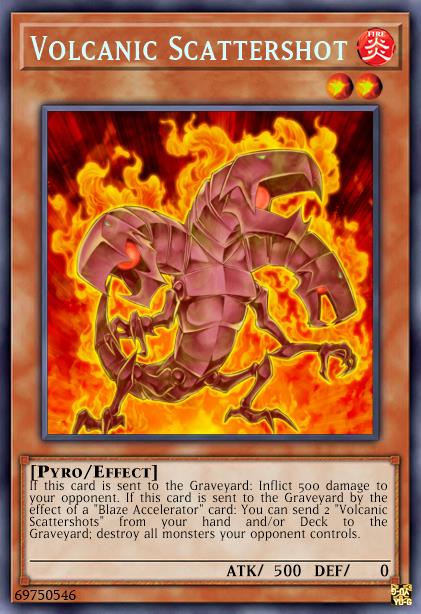 VOLCANIC SCATTERSHOT
FIRE
炎
[PYRO/EFFECT]
If this card is sent to the Graveyard: Inflict 500 damage to
your opponent. If this card is sent to the Graveyard by the
effect of a "Blaze Accelerator" card: You can send 2 "Volcanic
Scattershots" from your hand and/or Deck to the
Graveyard; destroy all monsters your opponent controls.
ATK/ 500 DEF/ 0
69750546